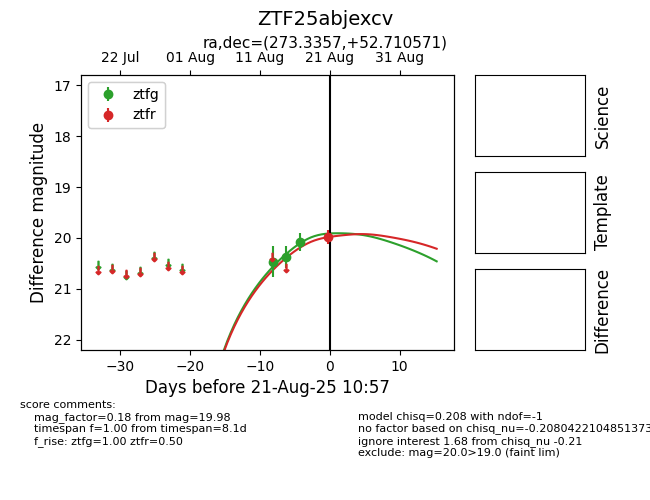 ZTF25abjexcv
ra,dec=(273.3357,+52.710571)
22 Jul 01 Aug 11 Aug 21 Aug 31 Aug
ztfg
ztfr
17
18
19
20
21
22
Difference magnitude
−30 −20 −10 0 10
Days before 21-Aug-25 10:57
Science
Template
Difference
score comments:
mag_factor=0.18 from mag=19.98
timespan f=1.00 from timespan=8.1d
f_rise: ztfg=1.00 ztfr=0.50
model chisq=0.208 with ndof=-1
no factor based on chisq_nu=-0.2080422104851373
ignore interest 1.68 from chisq_nu -0.21
exclude: mag=20.0>19.0 (faint lim)